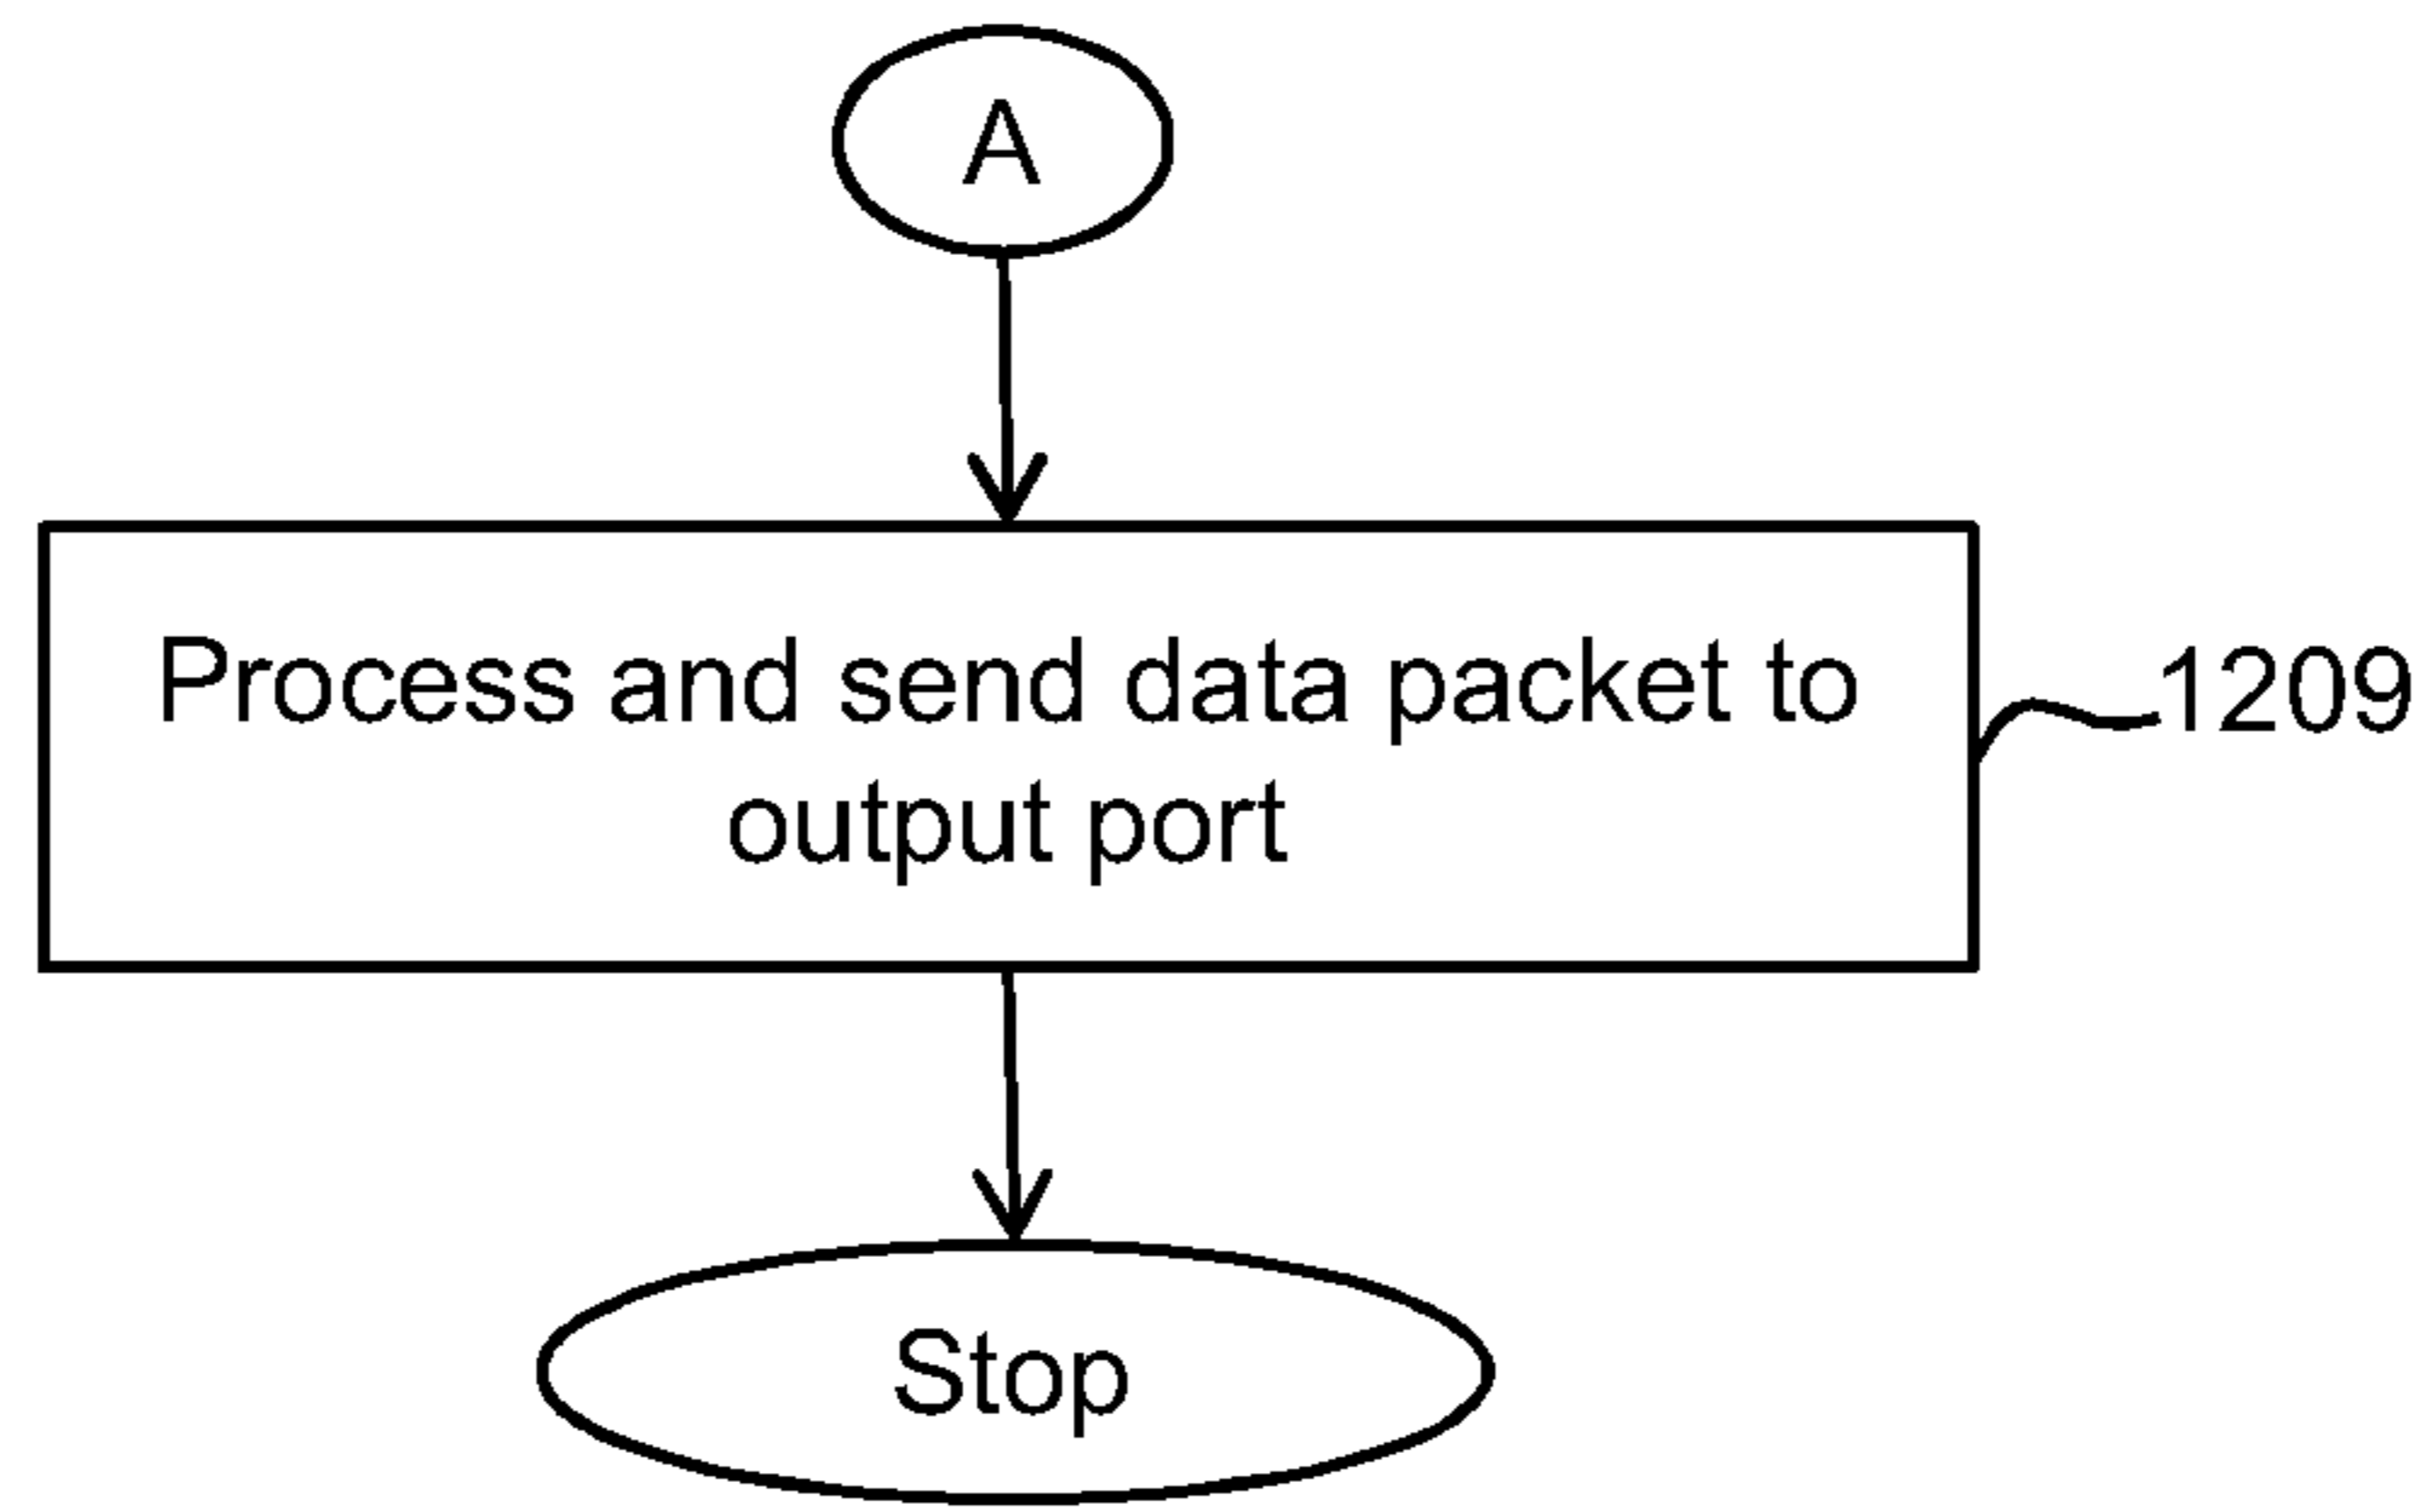 A
Process and send data packet to
output port
1209
Stop